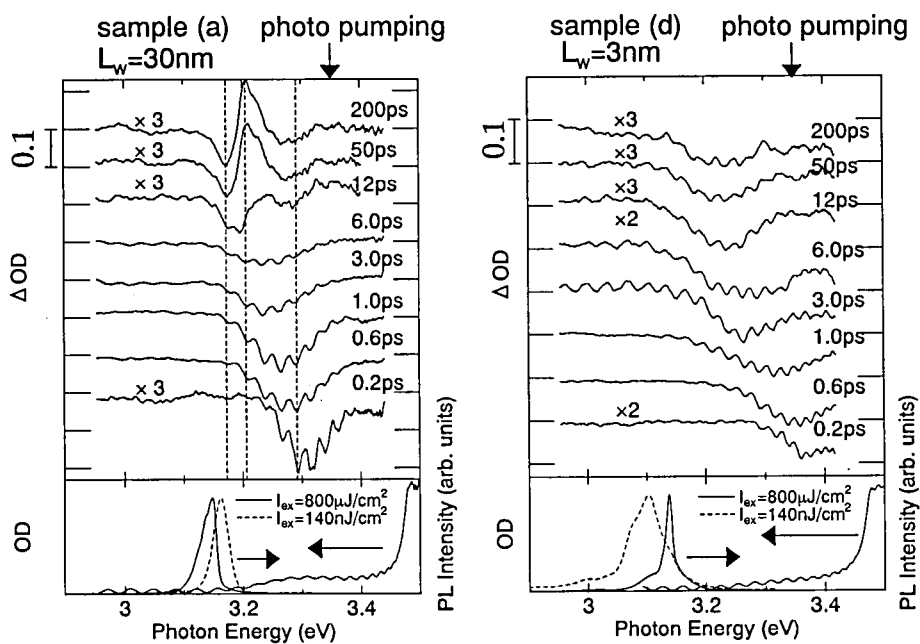 sample (a)
L_w=30nm
photo pumping
200ps
× 3
50ps
× 3
12ps
× 3
6.0ps
3.0ps
1.0ps
0.6ps
0.2ps
× 3
0.1
Δ OD
I_ex=800μJ/cm²
I_ex=140nJ/cm²
OD
PL Intensity (arb. units)
3
3.2
3.4
Photon Energy (eV)
sample (d)
L_w=3nm
photo pumping
200ps
×3
50ps
×3
12ps
×3
6.0ps
×2
3.0ps
1.0ps
0.6ps
0.2ps
×2
0.1
Δ OD
I_ex=800μJ/cm²
I_ex=140nJ/cm²
OD
PL Intensity (arb. units)
3
3.2
3.4
Photon Energy (eV)